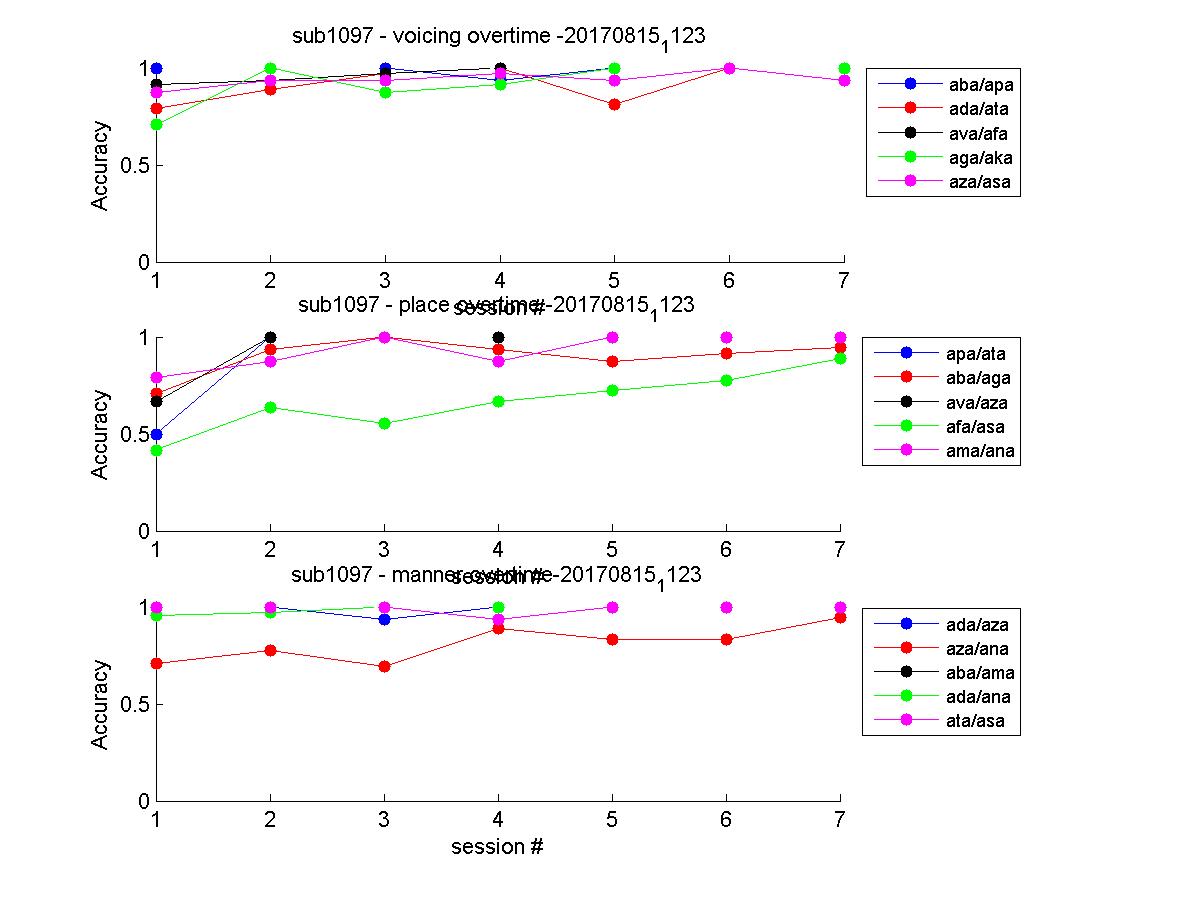 sub1097 - voicing overtime -20170815₁123
1
0.5
0
Accuracy
1 2 3 4 5 6 7
session #
aba/apa
ada/ata
ava/afa
aga/aka
aza/asa
sub1097 - place overtime -20170815₁123
1
0.5
0
Accuracy
1 2 3 4 5 6 7
session #
apa/ata
aba/aga
ava/aza
afa/asa
ama/ana
sub1097 - manner overtime -20170815₁123
1
0.5
0
Accuracy
1 2 3 4 5 6 7
session #
ada/aza
aza/ana
aba/ama
ada/ana
ata/asa